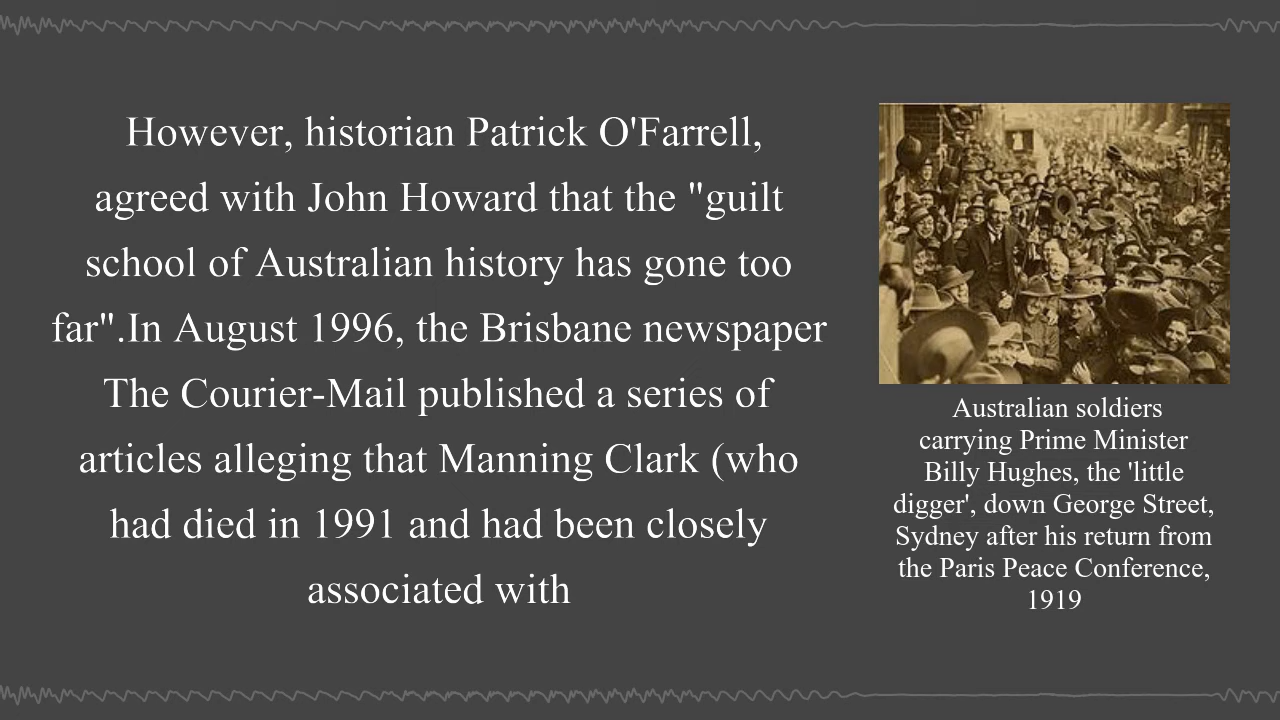 However, historian Patrick O'Farrell,
agreed with John Howard that the "guilt
school of Australian history has gone too
far".In August 1996, the Brisbane newspaper
The Courier-Mail published a series of
articles alleging that Manning Clark (who
had died in 1991 and had been closely
associated with
Australian soldiers
carrying Prime Minister
Billy Hughes, the 'little
digger', down George Street,
Sydney after his return from
the Paris Peace Conference,
1919